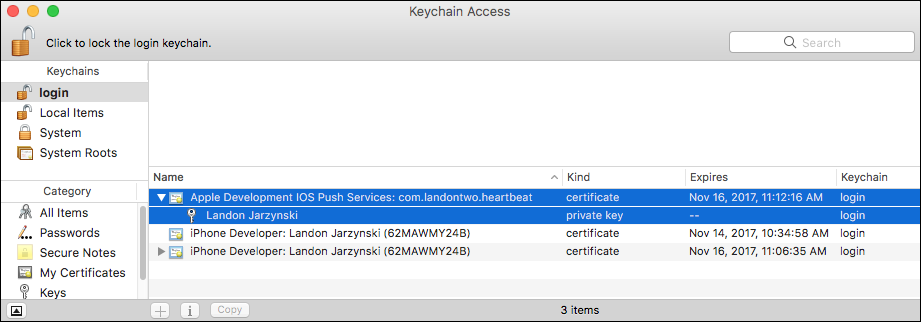 Keychain Access
Click to lock the login keychain.
Search
Keychains
login
Local Items
System
System Roots
Category
All Items
Passwords
Secure Notes
My Certificates
Keys
Name Kind Expires Keychain
Apple Development IOS Push Services: com.landontwo.heartbeat certificate Nov 16, 2017, 11:12:16 AM login
Landon Jarzynski private key -- login
iPhone Developer: Landon Jarzynski (62MAWMY24B) certificate Nov 14, 2017, 10:34:58 AM login
iPhone Developer: Landon Jarzynski (62MAWMY24B) certificate Nov 16, 2017, 11:06:35 AM login
Copy
3 items